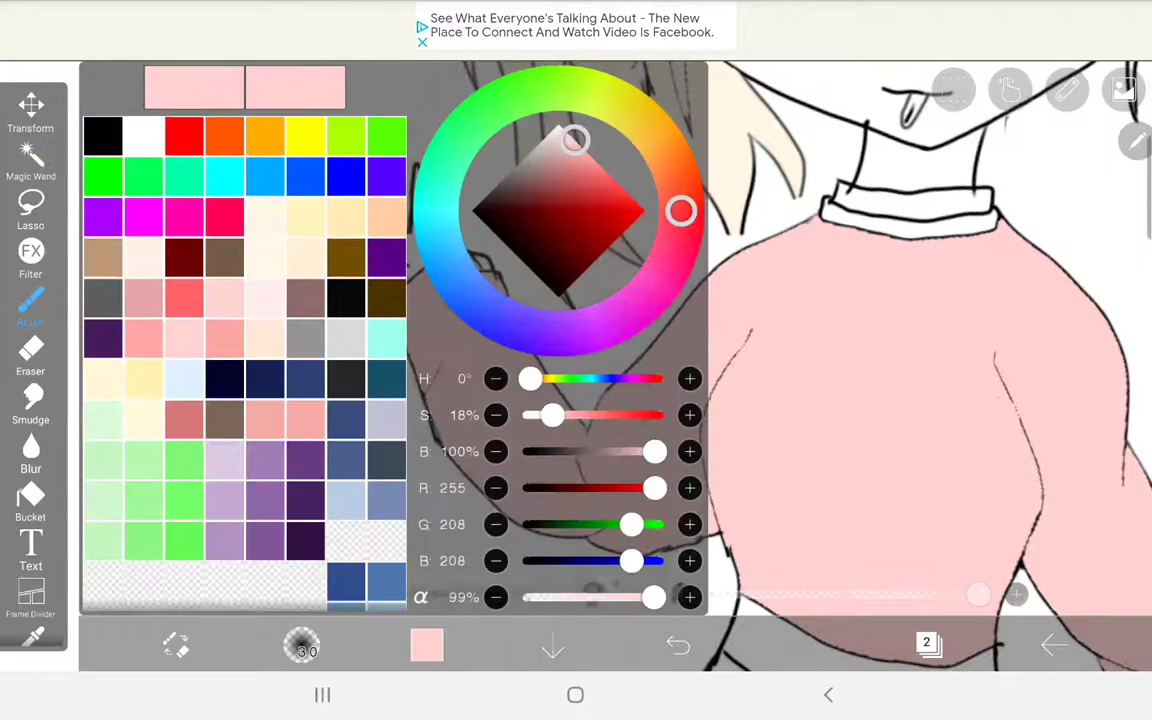 See What Everyone's Talking About - The New
Place To Connect And Watch Video Is Facebook.
Transform
Magic Wand
Lasso
FX
Filter
Brush
Eraser
Smudge
Blur
Bucket
T
Text
Frame Divider
H: 0°
S: 18%
B: 100%
R: 255
G: 208
B: 208
α 99%
30
2